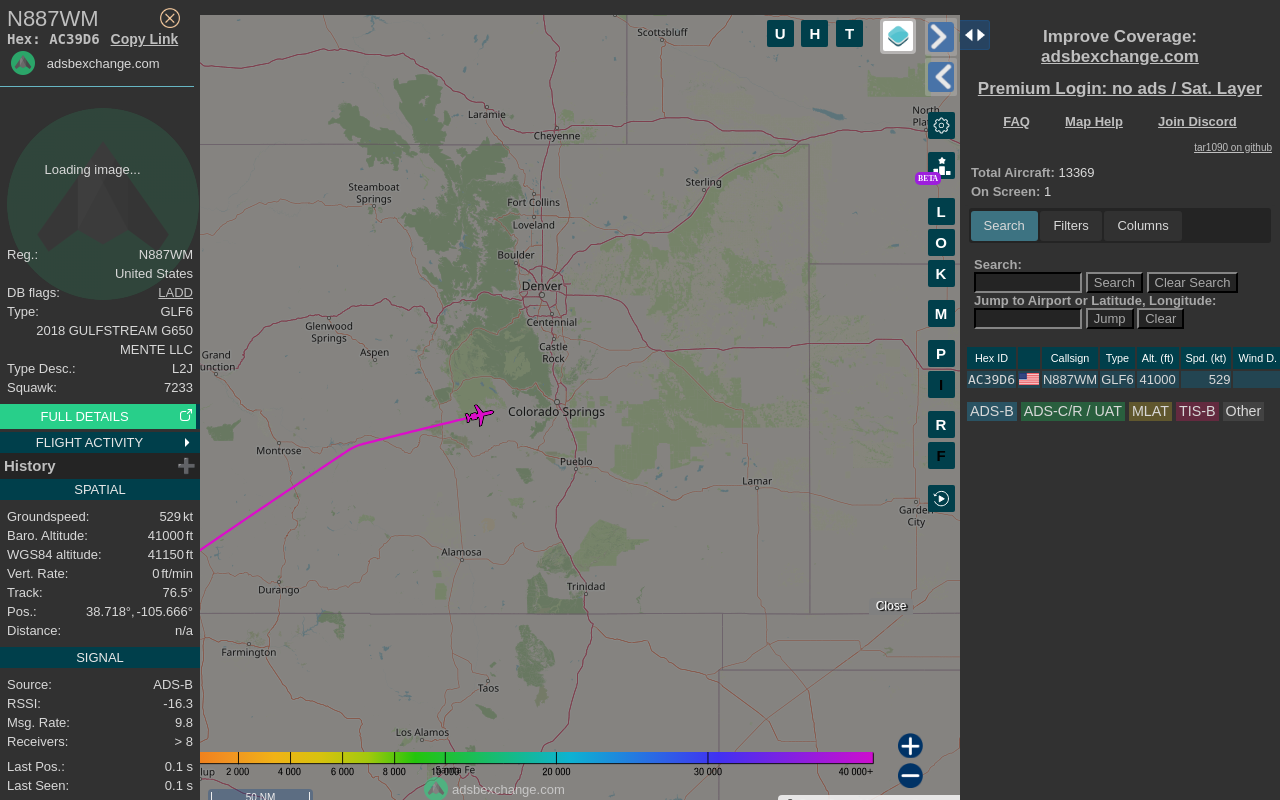 N887WM
Hex: AC39D6 Copy Link
adsbexchange.com
Loading image...
Reg.: N887WM
United States
DB flags: LADD
Type: GLF6
2018 GULFSTREAM G650
MENTE LLC
Type Desc.: L2J
Squawk: 7233
FULL DETAILS
FLIGHT ACTIVITY
History
SPATIAL
Groundspeed: 529 kt
Baro. Altitude: 41000 ft
WGS84 altitude: 41150 ft
Vert. Rate: 0 ft/min
Track: 76.5°
Pos.: 38.718°, -105.666°
Distance: n/a
SIGNAL
Source: ADS-B
RSSI: -16.3
Msg. Rate: 9.8
Receivers: > 8
Last Pos.: 0.1 s
Last Seen: 0.1 s
Scottsbluff
Laramie
Cheyenne
North
Steamboat
Springs
Sterling
Fort Collins
Loveland
Boulder
Denver
Centennial
Glenwood
Springs
Castle
Rock
Aspen
Grand
unction
Colorado Springs
Montrose
Pueblo
Lamar
Garden
City
Alamosa
Durango
Trinidad
Farmington
Taos
Los Alamos
Santa Fe
lup
2 000 4 000 6 000 8 000 10 000 20 000 30 000 40 000+
adsbexchange.com
50 NM
Close
U H T
BETA
L
O
K
M
P
I
R
F
Improve Coverage:
adsbexchange.com
Premium Login: no ads / Sat. Layer
FAQ Map Help Join Discord
tar1090 on github
Total Aircraft: 13369
On Screen: 1
Search Filters Columns
Search:
Search Clear Search
Jump to Airport or Latitude, Longitude:
Jump Clear
Hex ID Callsign Type Alt. (ft) Spd. (kt) Wind D.
AC39D6 N887WM GLF6 41000 529
ADS-B ADS-C/R / UAT MLAT TIS-B Other